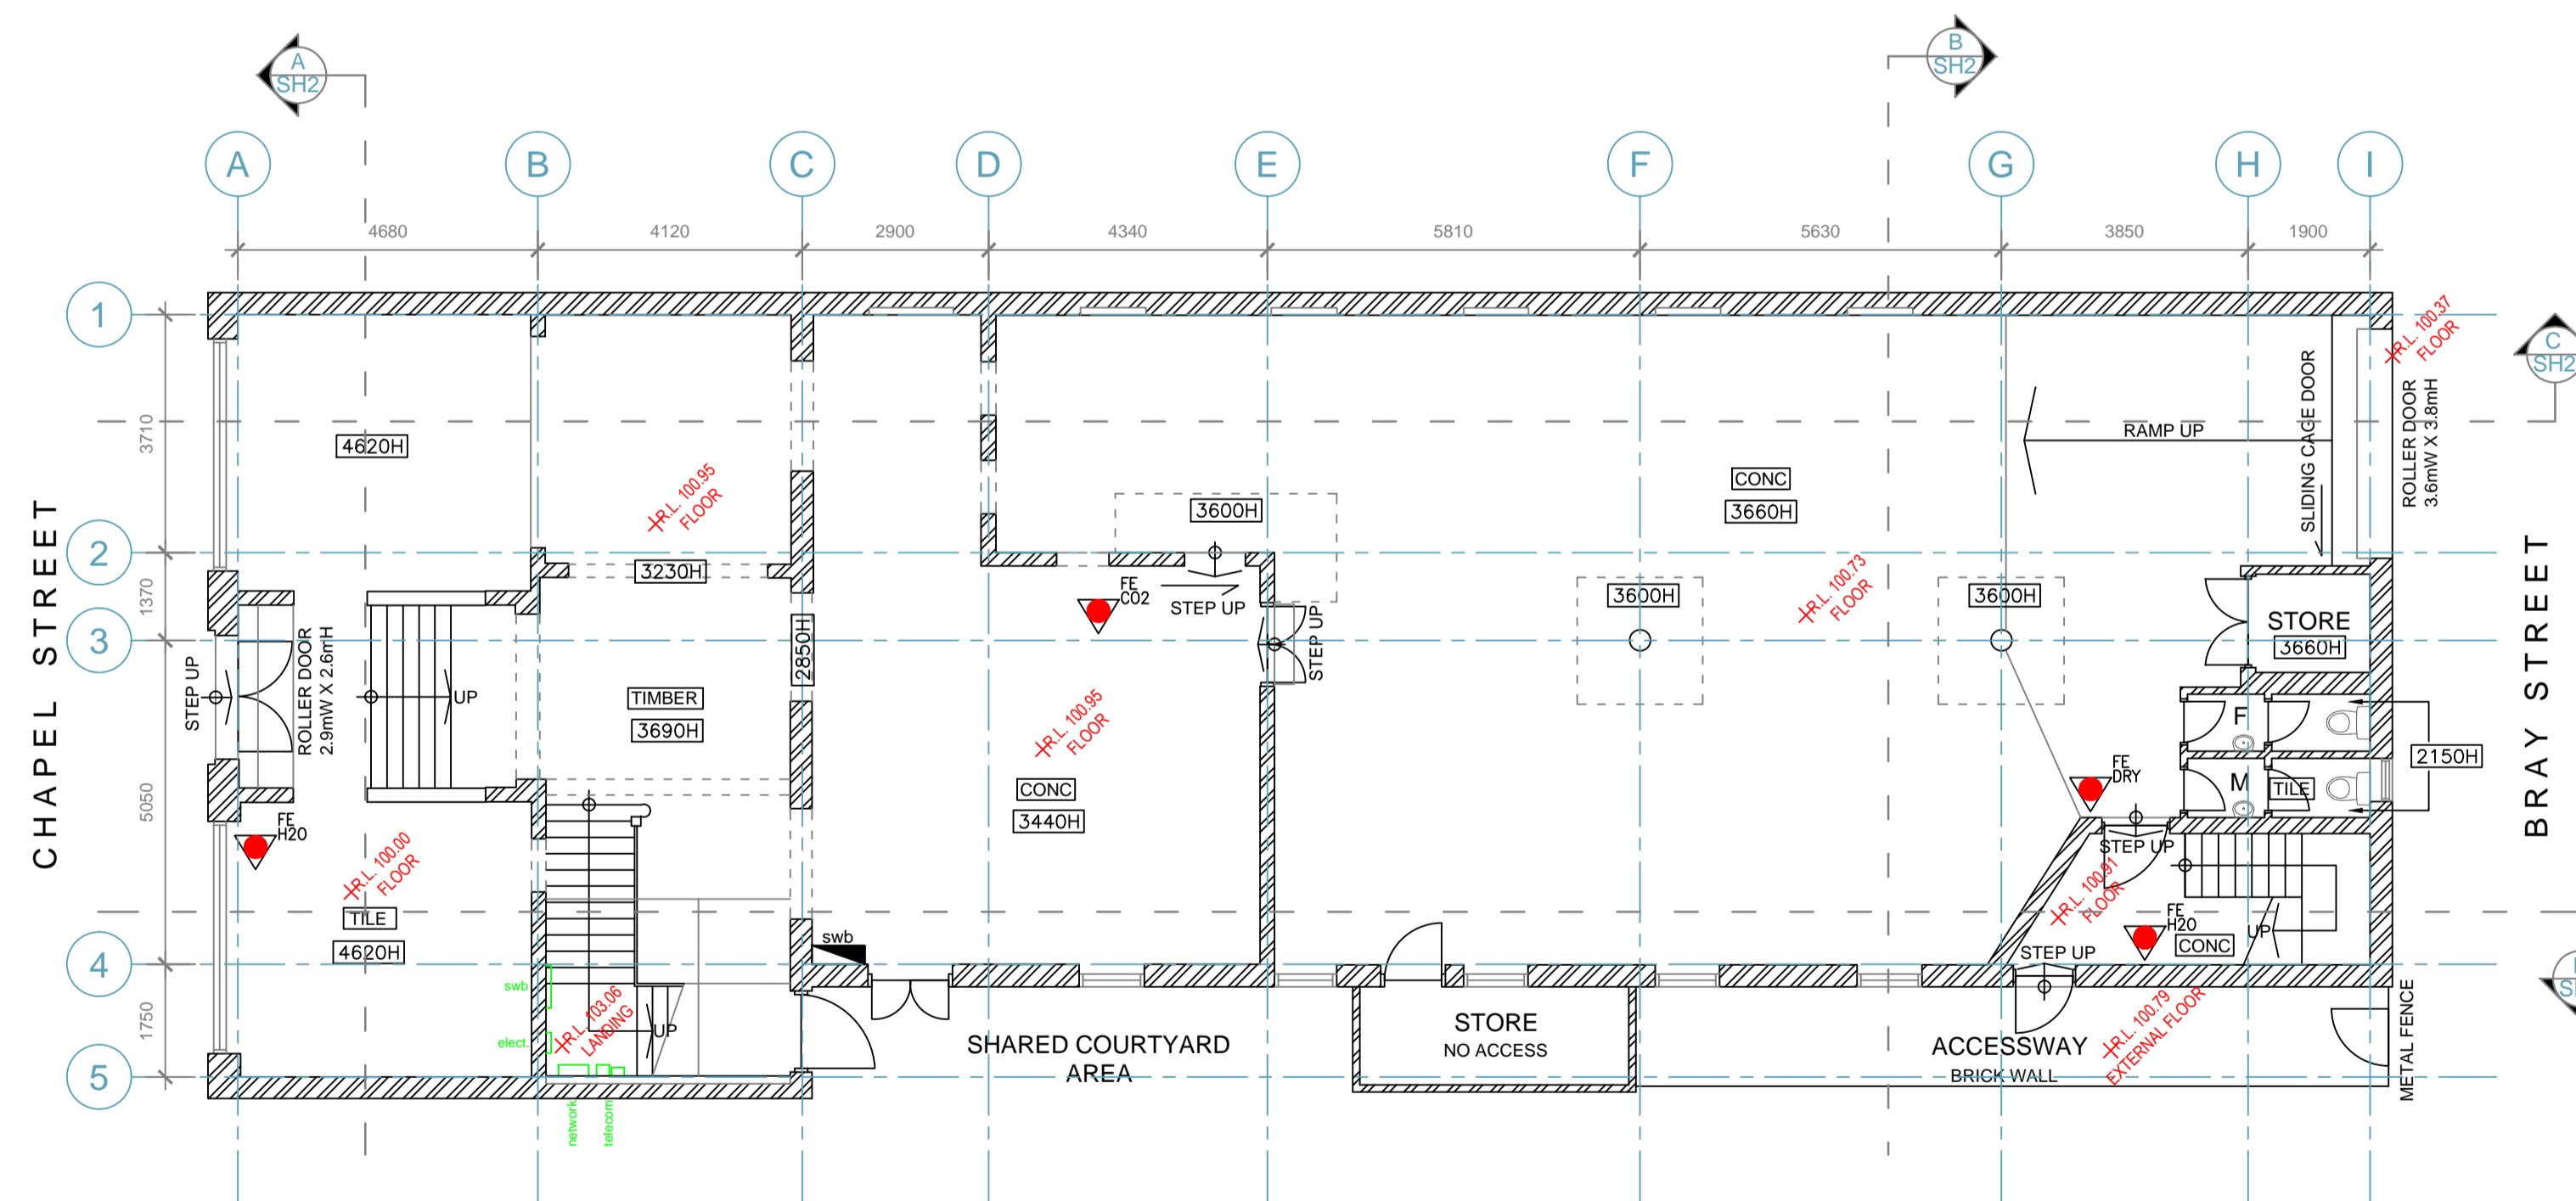 A
SH2
B
SH2
A
B
C
D
E
F
G
H
I
4680
4120
2900
4340
5810
5630
3850
1900
1
2
3
4
5
3710
1370
5050
1750
CHAPEL STREET
BRAY STREET
C
SH2
R.L. 100.37
FLOOR
ROLLER DOOR
3.6mW X 3.8mH
SLIDING CAGE DOOR
RAMP UP
4620H
R.L. 100.95
FLOOR
3230H
3600H
CONC
3660H
FE
CO2
STEP UP
STEP UP
3600H
R.L. 100.73
FLOOR
3600H
STORE
3660H
STEP UP
ROLLER DOOR
2.9mW X 2.6mH
UP
TIMBER
3690H
2850H
R.L. 100.95
FLOOR
CONC
3440H
F
M
TILE
2150H
FE
DRY
STEP UP
FE
H2O
R.L. 100.00
FLOOR
TILE
4620H
R.L. 100.91
FLOOR
FE
H2O
CONC
UP
STEP UP
swb
swb
elect.
R.L. 103.06
LANDING
UP
network
telecom
SHARED COURTYARD
AREA
STORE
NO ACCESS
ACCESSWAY
BRICK WALL
R.L. 100.79
EXTERNAL FLOOR
METAL FENCE